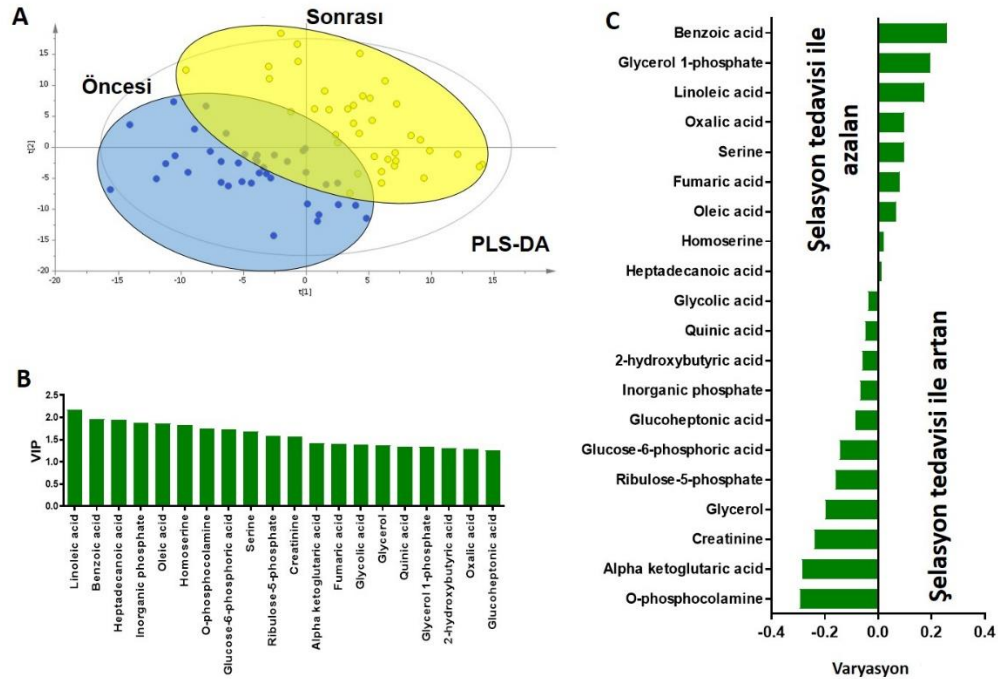 A
Sonrası
Öncesi
PLS-DA
15
10
5
0
-5
-10
-15
-20
t[2]
-20
-15
-10
-5
0
5
10
15
t[1]
B
VIP
2.5
2.0
1.5
1.0
0.5
0.0
Linoleic acid
Benzoic acid
Heptadecanoic acid
Inorganic phosphate
Oleic acid
Homoserine
O-phosphocolamine
Glucose-6-phosphoric acid
Serine
Ribulose-5-phosphate
Creatinine
Alpha ketoglutaric acid
Fumaric acid
Glycolic acid
Glycerol
Quinic acid
Glycerol 1-phosphate
2-hydroxybutyric acid
Oxalic acid
Glucoheptonic acid
C
Benzoic acid
Glycerol 1-phosphate
Linoleic acid
Oxalic acid
Serine
Fumaric acid
Oleic acid
Homoserine
Heptadecanoic acid
Glycolic acid
Quinic acid
2-hydroxybutyric acid
Inorganic phosphate
Glucoheptonic acid
Glucose-6-phosphoric acid
Ribulose-5-phosphate
Glycerol
Creatinine
Alpha ketoglutaric acid
O-phosphocolamine
Şelasyon tedavisi ile
azalan
Şelasyon tedavisi ile artan
-0.4
-0.2
0.0
0.2
0.4
Varyasyon